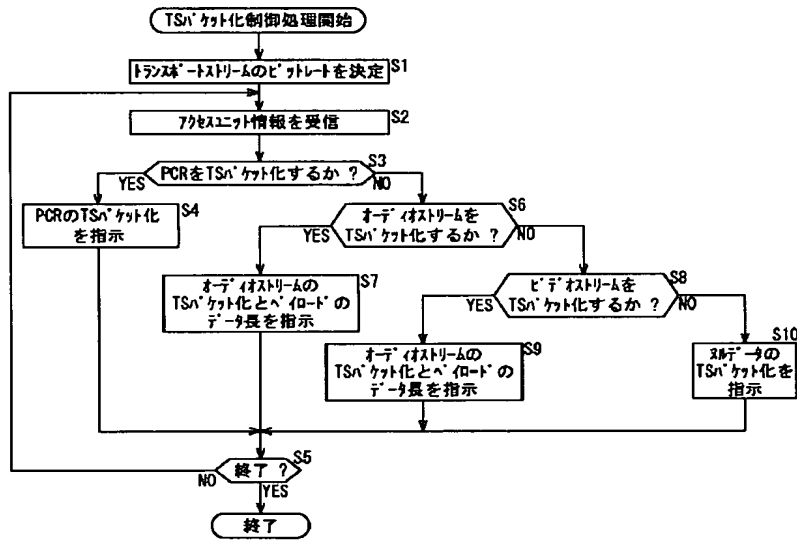 TSパケット化制御処理開始
S1
トランスポートストリームのビットレートを決定
S2
アクセスユニット情報を受信
S3
PCRをTSパケット化するか ?
YES
NO
S4
PCRのTSパケット化
を指示
S6
オーディオストリームを
TSパケット化するか ?
YES
NO
S7
オーディオストリームの
TSパケット化とペイロードの
データ長を指示
S8
ビデオストリームを
TSパケット化するか ?
YES
NO
S9
オーディオストリームの
TSパケット化とペイロードの
データ長を指示
S10
ヌルデータの
TSパケット化を
指示
S5
終了 ?
NO
YES
終了